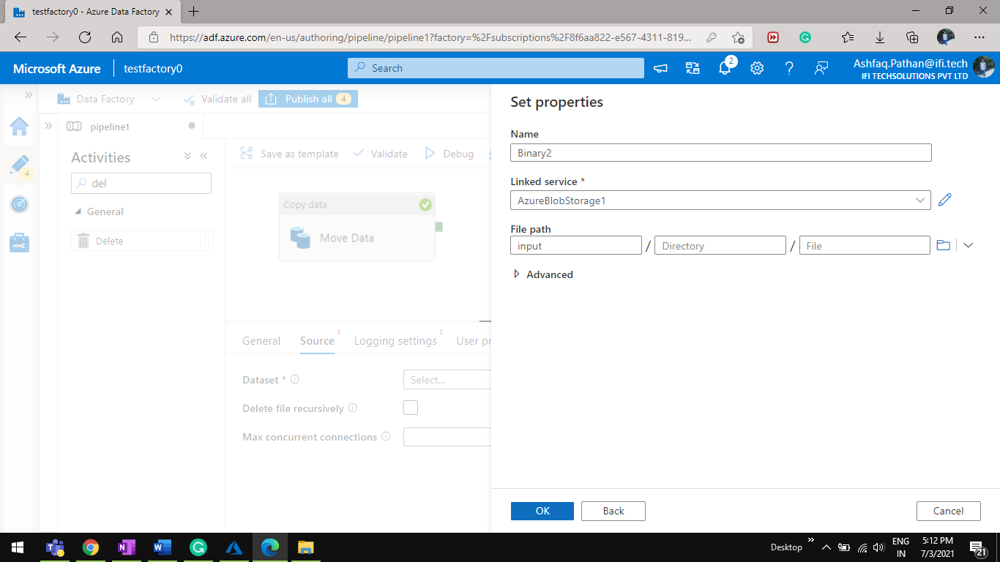 testfactory0 - Azure Data Factory
https://adf.azure.com/en-us/authoring/pipeline/pipeline1?factory=%2Fsubscriptions%2F8f6aa822-e567-4311-819...
Microsoft Azure
testfactory0
Search
2
Ashfaq.Pathan@ifi.tech
IFI TECHSOLUTIONS PVT LTD
Data Factory
Validate all
Publish all
4
4
pipeline1
Activities
del
General
Delete
Save as template
Validate
Debug
Copy data
Move Data
General
Source
1
Logging settings
1
User pr
Dataset *
Select...
Delete file recursively
Max concurrent connections
Set properties
Name
Binary2
Linked service *
AzureBlobStorage1
File path
input / Directory / File
Advanced
OK
Back
Cancel
Desktop
ENG
IN
5:12 PM
7/3/2021
21